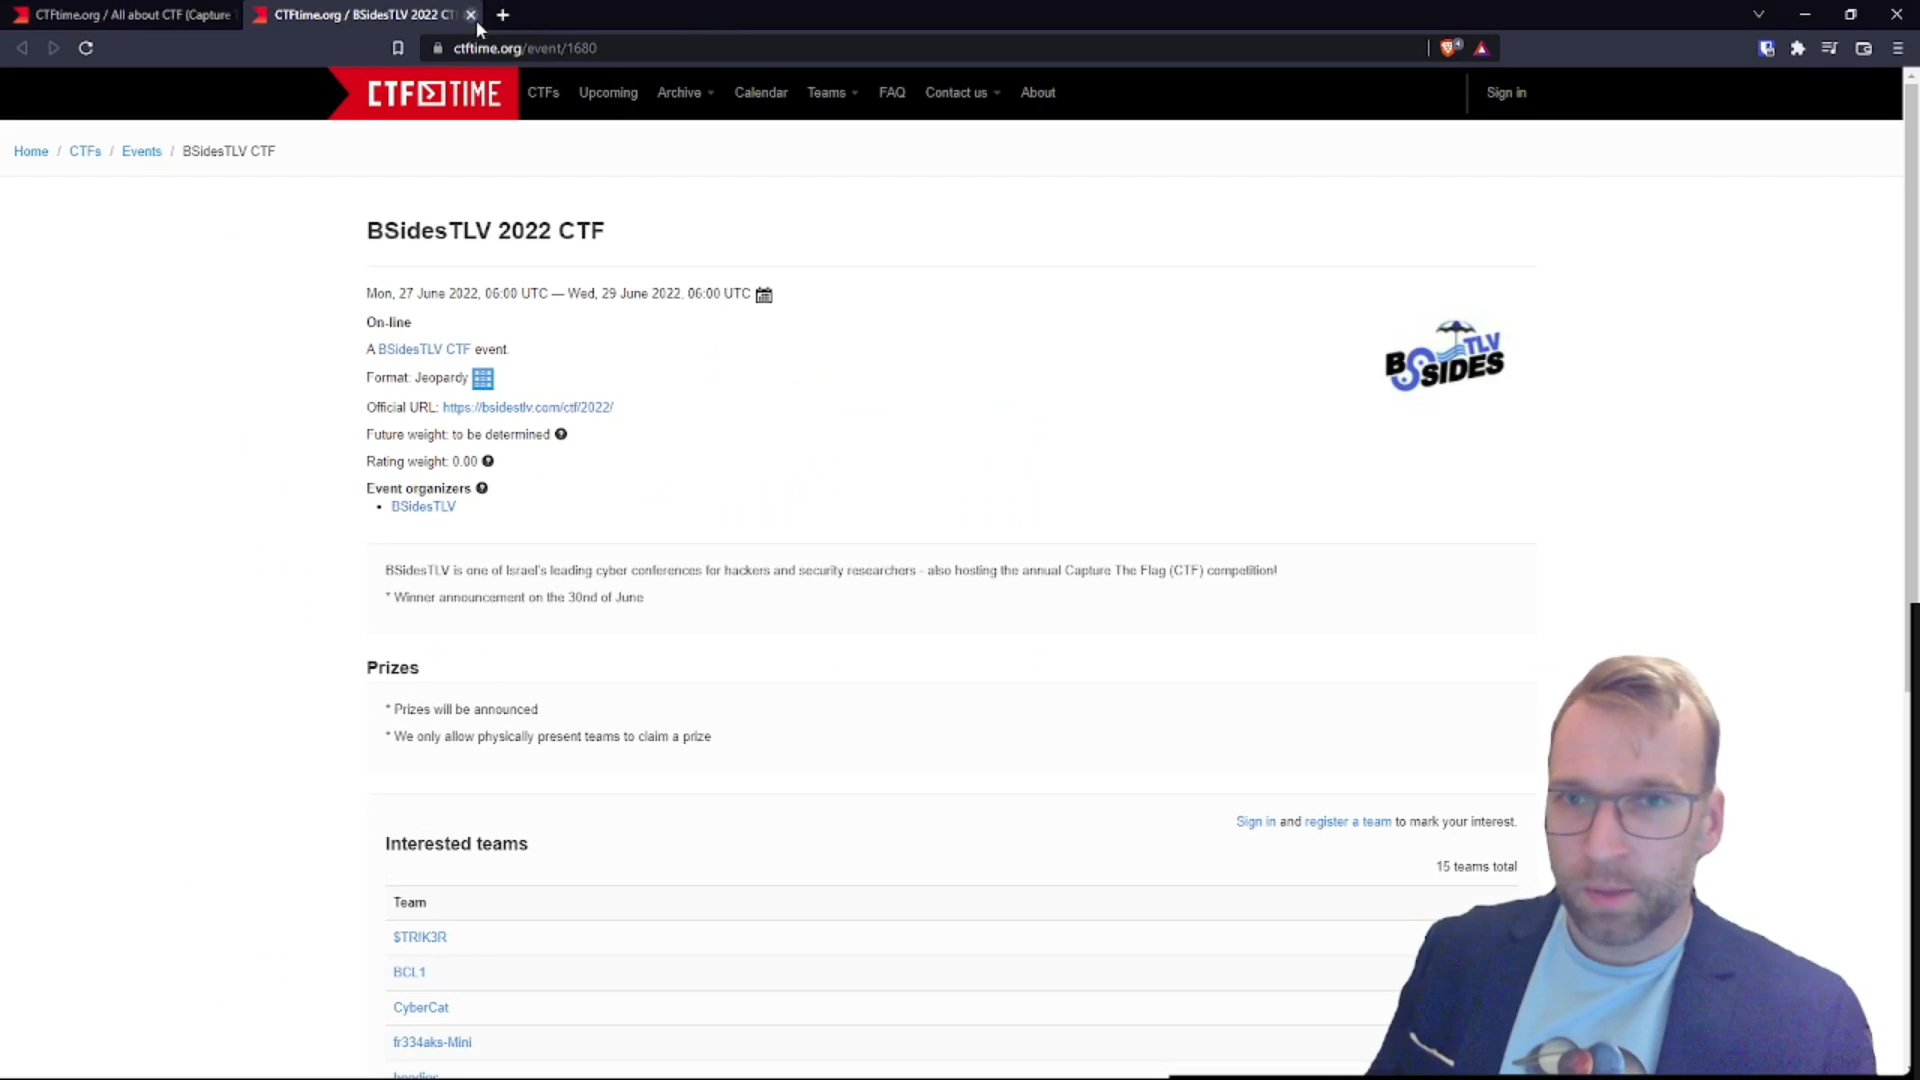 CTFtime.org / All about CTF (Capture
CTFtime.org / BSidesTLV 2022 CT
ctftime.org/event/1680
CTF TIME
CTFs
Upcoming
Archive
Calendar
Teams
FAQ
Contact us
About
Sign in
Home / CTFs / Events / BSidesTLV CTF
BSidesTLV 2022 CTF
Mon, 27 June 2022, 06:00 UTC — Wed, 29 June 2022, 06:00 UTC
On-line
A BSidesTLV CTF event.
Format: Jeopardy
Official URL: https://bsidestlv.com/ctf/2022/
Future weight: to be determined
Rating weight: 0.00
Event organizers
• BSidesTLV
BSIDES TLV
BSidesTLV is one of Israel's leading cyber conferences for hackers and security researchers - also hosting the annual Capture The Flag (CTF) competition!
* Winner announcement on the 30nd of June
Prizes
* Prizes will be announced
* We only allow physically present teams to claim a prize
Sign in and register a team to mark your interest.
Interested teams
15 teams total
Team
$TRIK3R
BCL1
CyberCat
fr334aks-Mini